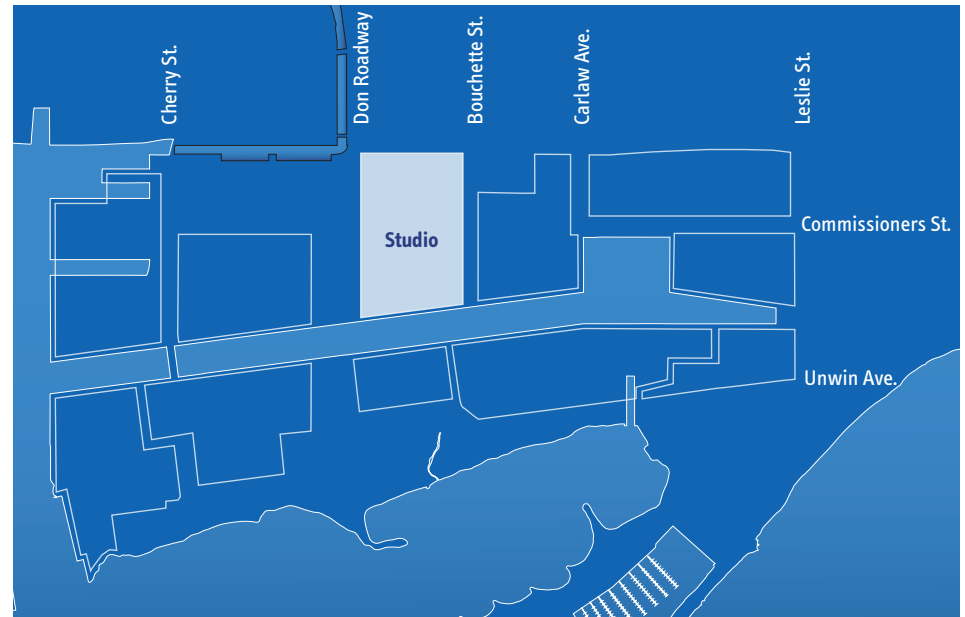 Cherry St.
Don Roadway
Bouchette St.
Carlaw Ave.
Leslie St.
Studio
Commissioners St.
Unwin Ave.